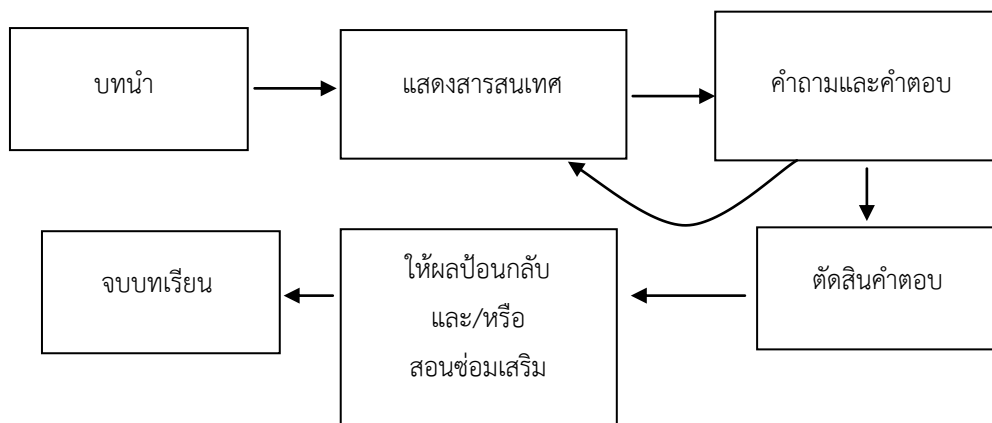 บทนำ
แสดงสารสนเทศ
คำถามและคำตอบ
จบบทเรียน
ให้ผลป้อนกลับ
และ/หรือ
สอนซ่อมเสริม
ตัดสินคำตอบ